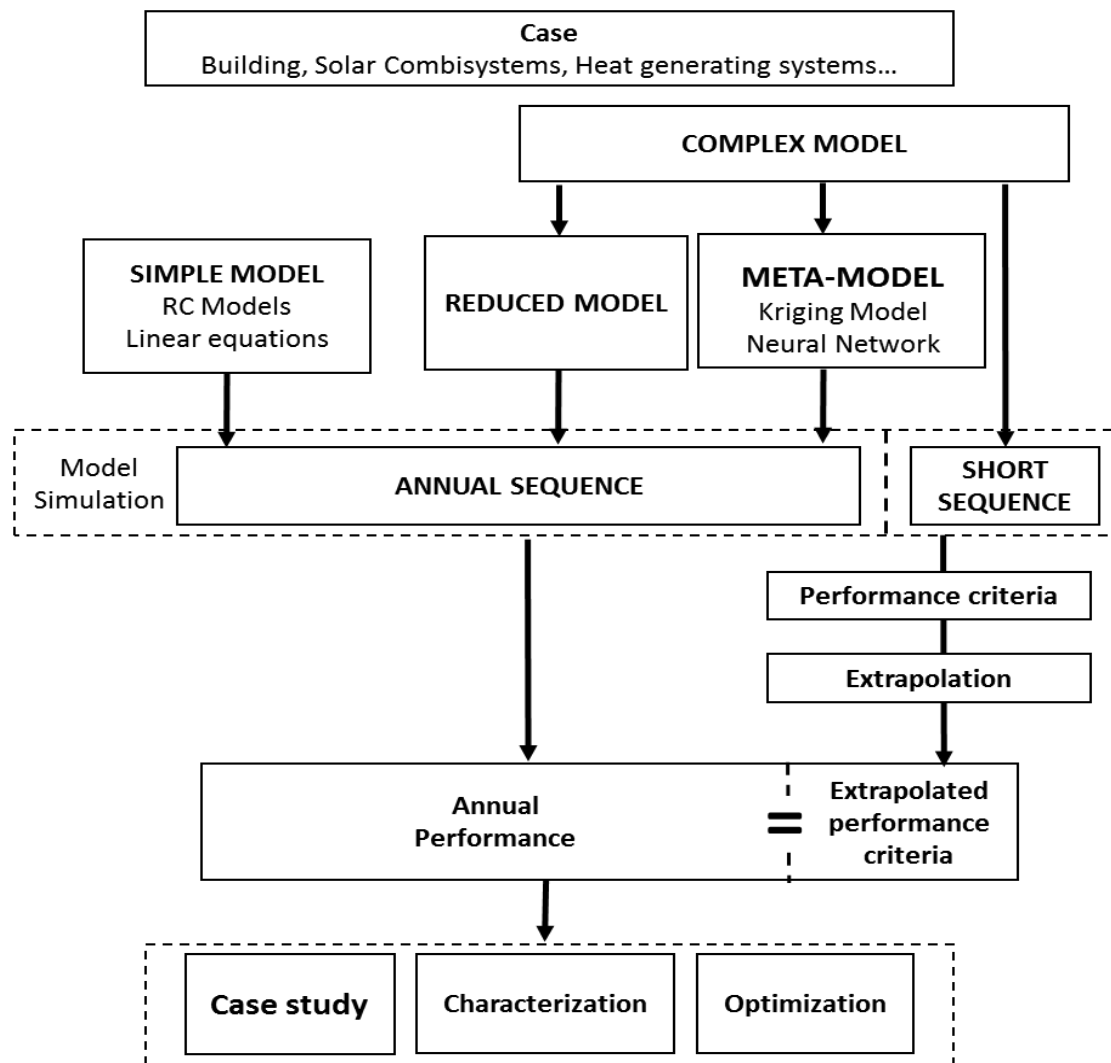 Case
Building, Solar Combisystems, Heat generating systems...
COMPLEX MODEL
SIMPLE MODEL
RC Models
Linear equations
REDUCED MODEL
META-MODEL
Kriging Model
Neural Network
Model
Simulation
ANNUAL SEQUENCE
SHORT
SEQUENCE
Performance criteria
Extrapolation
Annual
Performance
=
Extrapolated
performance
criteria
Case study
Characterization
Optimization